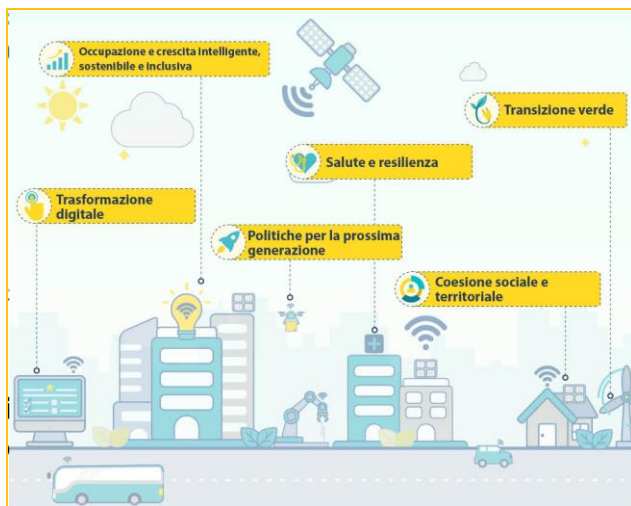 Occupazione e crescita intelligente,
sostenibile e inclusiva
Transizione verde
Salute e resilienza
Trasformazione
digitale
Politiche per la prossima
generazione
Coesione sociale e
territoriale